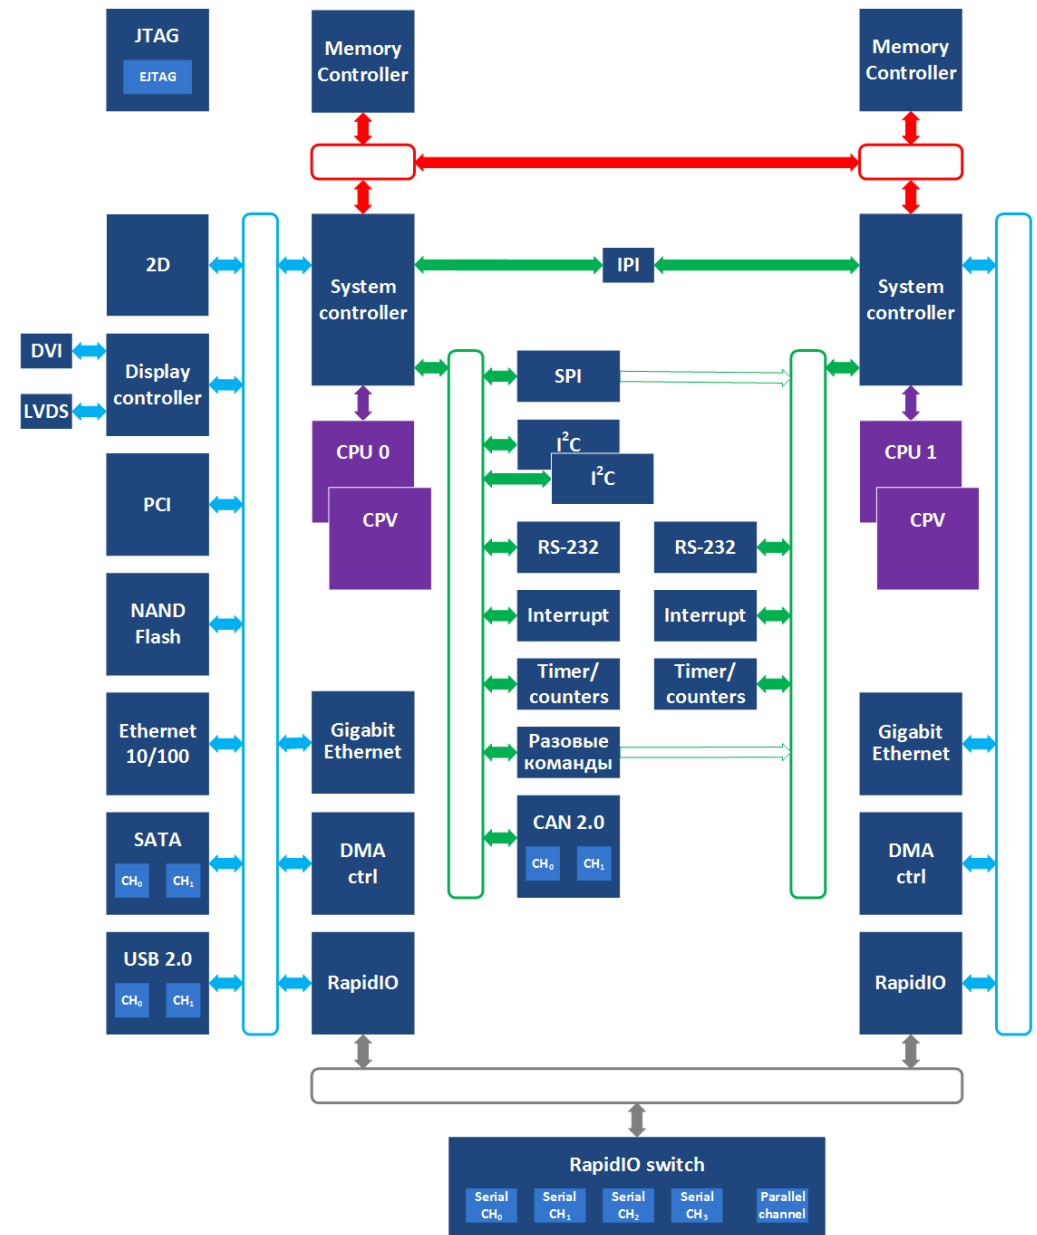 JTAG
EJTAG
Memory
Controller
Memory
Controller
2D
System
controller
IPI
System
controller
DVI
LVDS
Display
controller
SPI
CPU 0
CPV
I²C
I²C
CPU 1
CPV
PCI
RS-232
RS-232
NAND
Flash
Interrupt
Interrupt
Timer/
counters
Timer/
counters
Ethernet
10/100
Gigabit
Ethernet
Разовые
команды
Gigabit
Ethernet
SATA
CH₀ CH₁
DMA
ctrl
CAN 2.0
CH₀ CH₁
DMA
ctrl
USB 2.0
CH₀ CH₁
RapidIO
RapidIO
RapidIO switch
Serial
CH₀
Serial
CH₁
Serial
CH₂
Serial
CH₃
Parallel
channel